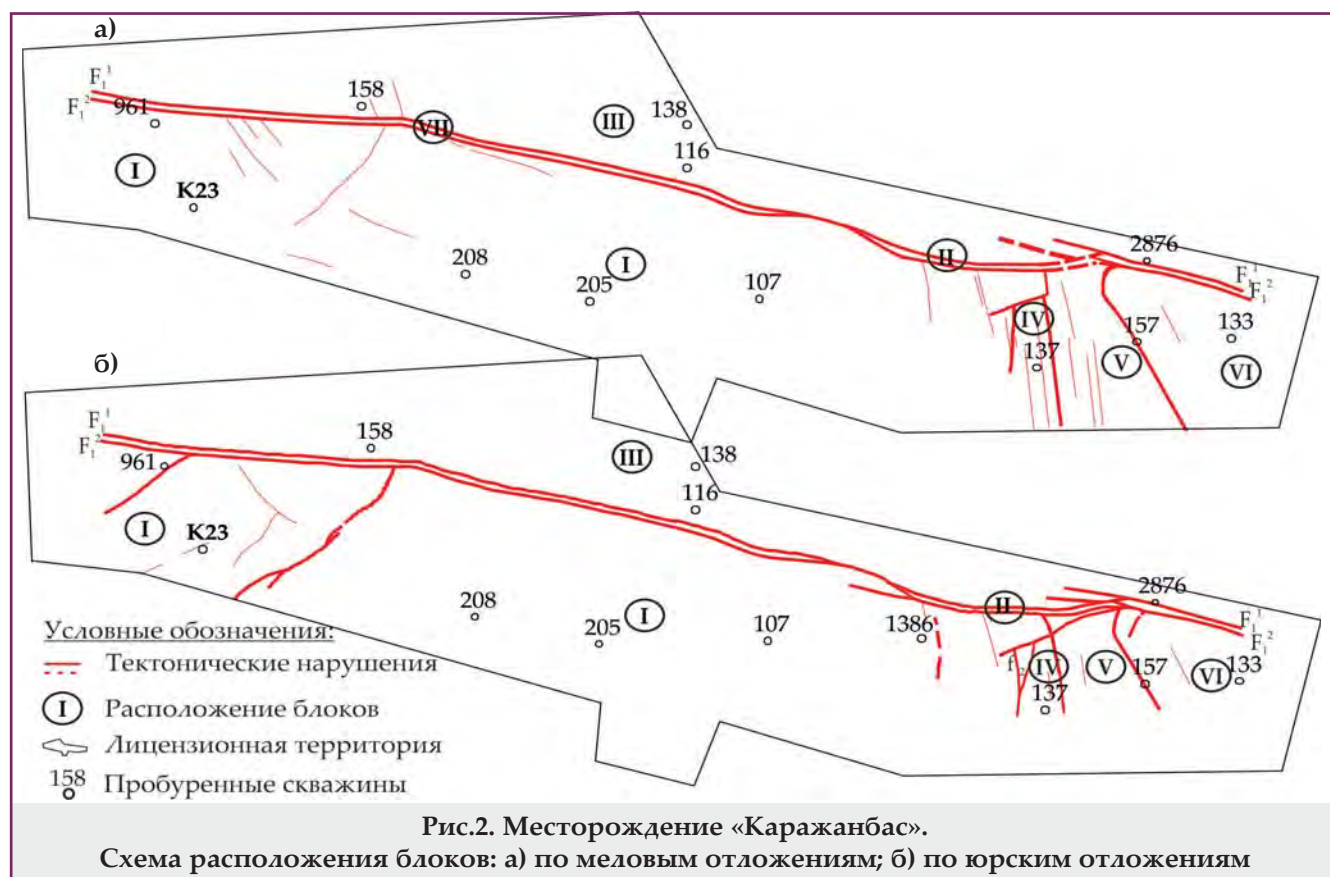 а)
F₁¹
F₁²
961
158
VII
III
138
116
I
K23
208
205
I
107
II
2876
F₁¹
F₁²
IV
137
157
V
133
VI
б)
F₁¹
F₁²
961
158
III
138
116
I
K23
208
205
I
107
1386
II
2876
F₁¹
F₁²
f₂
IV
137
V
157
VI
133
Условные обозначения:
Тектонические нарушения
I Расположение блоков
Лицензионная территория
158 Пробуренные скважины
Рис.2. Месторождение «Каражанбас».
Схема расположения блоков: а) по меловым отложениям; б) по юрским отложениям